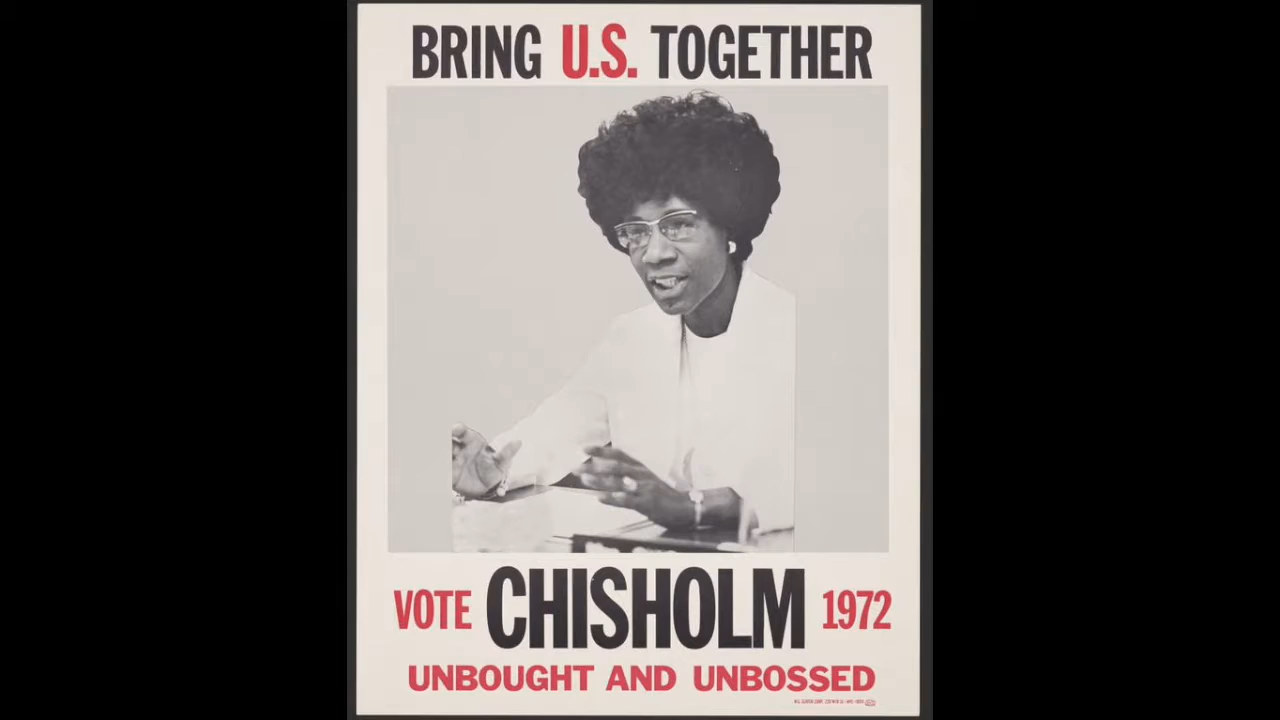 BRING U.S. TOGETHER
VOTE CHISHOLM 1972
UNBOUGHT AND UNBOSSED